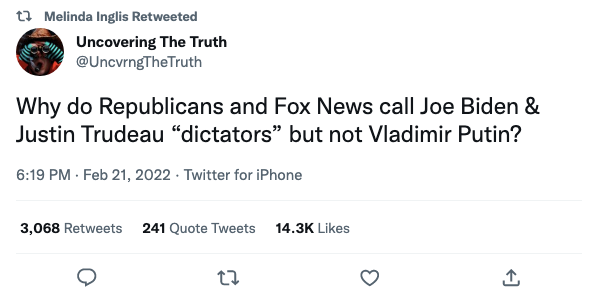 Melinda Inglis Retweeted
Uncovering The Truth
@UncvrngTheTruth
Why do Republicans and Fox News call Joe Biden &
Justin Trudeau “dictators” but not Vladimir Putin?
6:19 PM · Feb 21, 2022 · Twitter for iPhone
3,068 Retweets 241 Quote Tweets 14.3K Likes